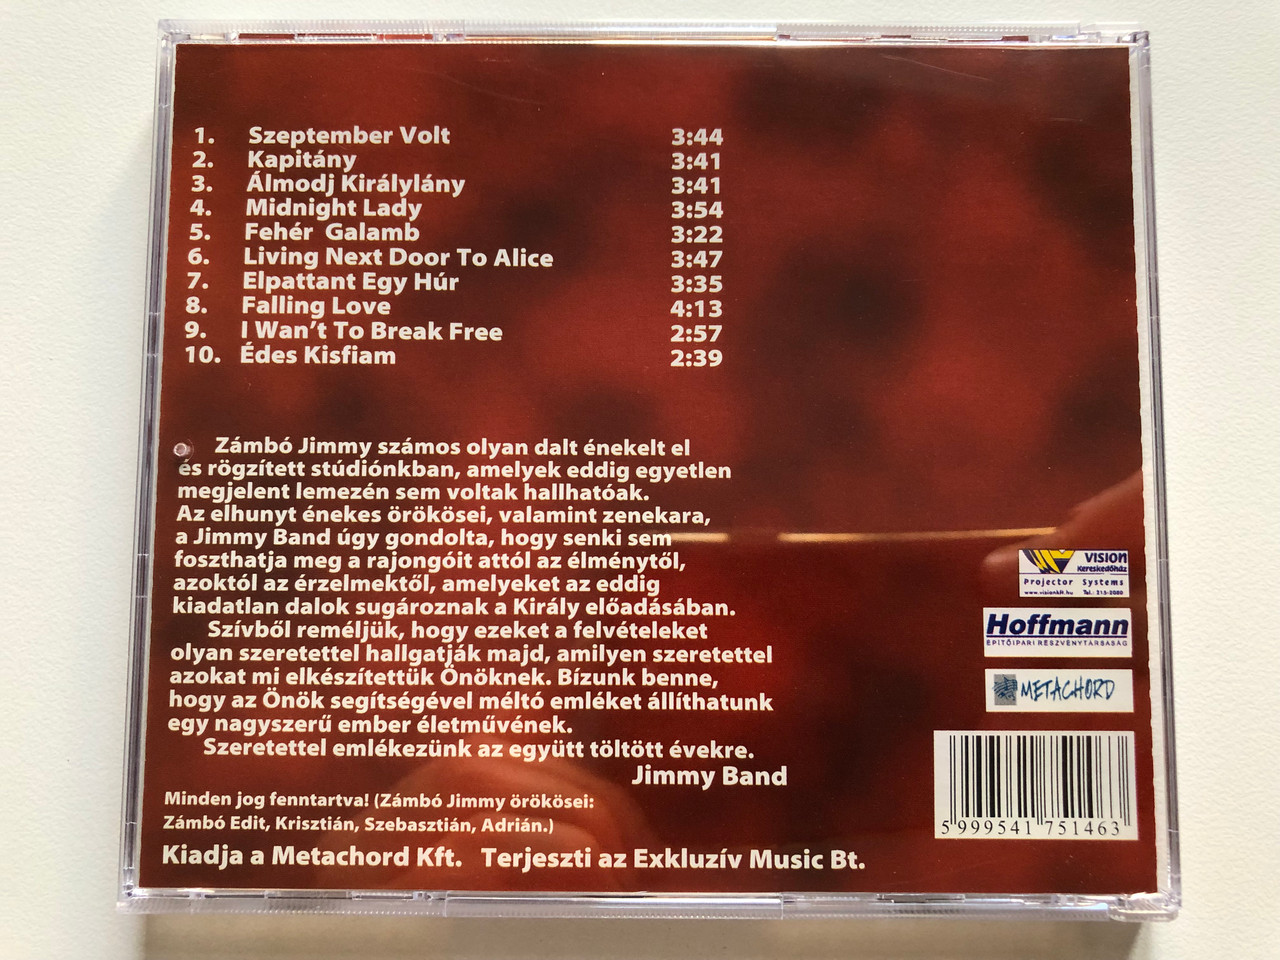 1. Szeptember Volt 3:44
2. Kapitány 3:41
3. Álmodj Királylány 3:41
4. Midnight Lady 3:54
5. Fehér Galamb 3:22
6. Living Next Door To Alice 3:47
7. Elpattant Egy Húr 3:35
8. Falling Love 4:13
9. I Wan't To Break Free 2:57
10. Édes Kisfiam 2:39
Zámbó Jimmy számos olyan dalt énekelt el
és rögzített stúdiónkban, amelyek eddig egyetlen
megjelent lemezén sem voltak hallhatóak.
Az elhunyt énekes örökösei, valamint zenekara,
a Jimmy Band úgy gondolta, hogy senki sem
foszthatja meg a rajongóit attól az élménytől,
azoktól az érzelmektől, amelyeket az eddig
kiadatlan dalok sugároznak a Király előadásában.
Szívből reméljük, hogy ezeket a felvételeket
olyan szeretettel hallgatják majd, amilyen szeretettel
azokat mi elkészítettük Önöknek. Bízunk benne,
hogy az Önök segítségével méltó emléket állíthatunk
egy nagyszerű ember életművének.
Szeretettel emlékezünk az együtt töltött évekre.
Jimmy Band
Minden jog fenntartva! (Zámbó Jimmy örökösei:
Zámbó Edit, Krisztián, Szebasztián, Adrián.)
Kiadja a Metachord Kft. Terjeszti az Exkluzív Music Bt.
VISION
Kereskedőház
Projector Systems
www.visionkft.hu Tel.: 215-2080
Hoffmann
ÉPÍTŐIPARI RÉSZVÉNYTÁRSASÁG
METACHORD
5 999541 751463